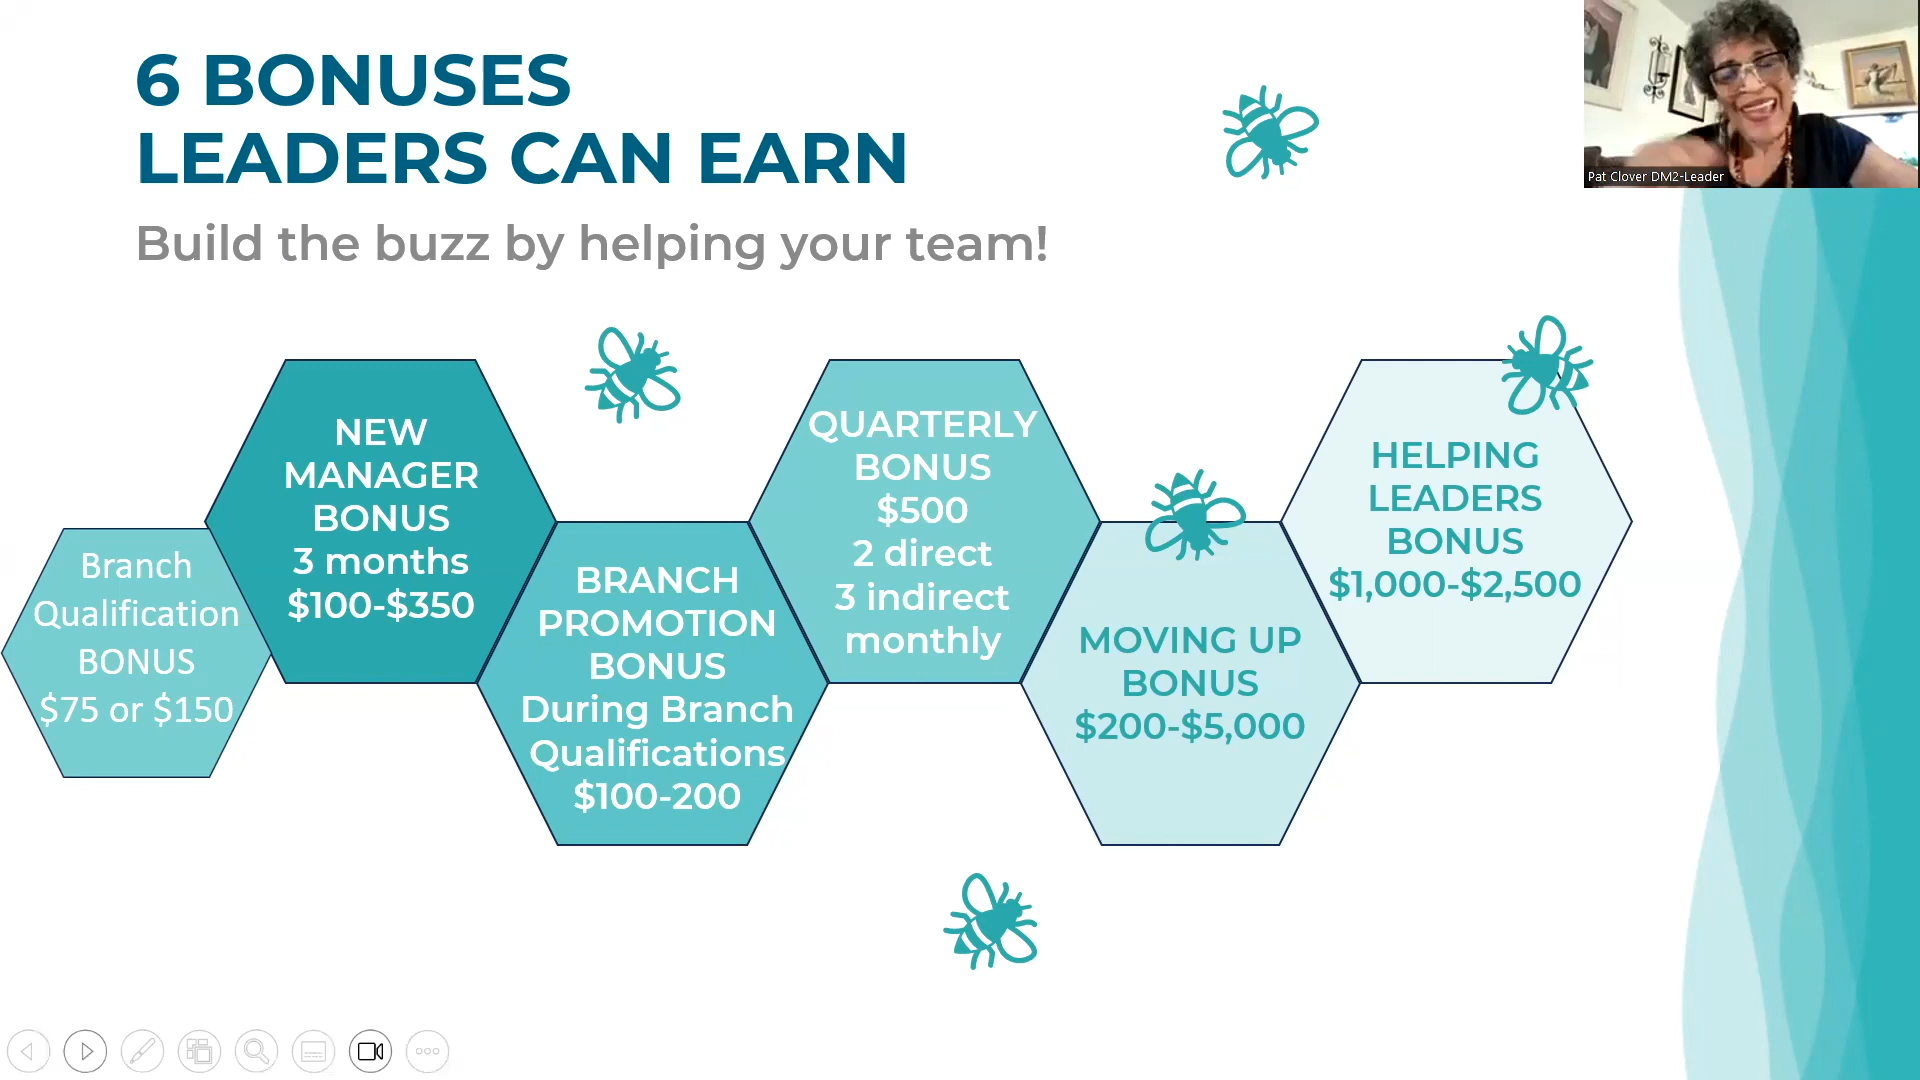 6 BONUSES
LEADERS CAN EARN
Build the buzz by helping your team!
Pat Clover DM2-Leader
Branch
Qualification
BONUS
$75 or $150
NEW
MANAGER
BONUS
3 months
$100-$350
BRANCH
PROMOTION
BONUS
During Branch
Qualifications
$100-200
QUARTERLY
BONUS
$500
2 direct
3 indirect
monthly
MOVING UP
BONUS
$200-$5,000
HELPING
LEADERS
BONUS
$1,000-$2,500